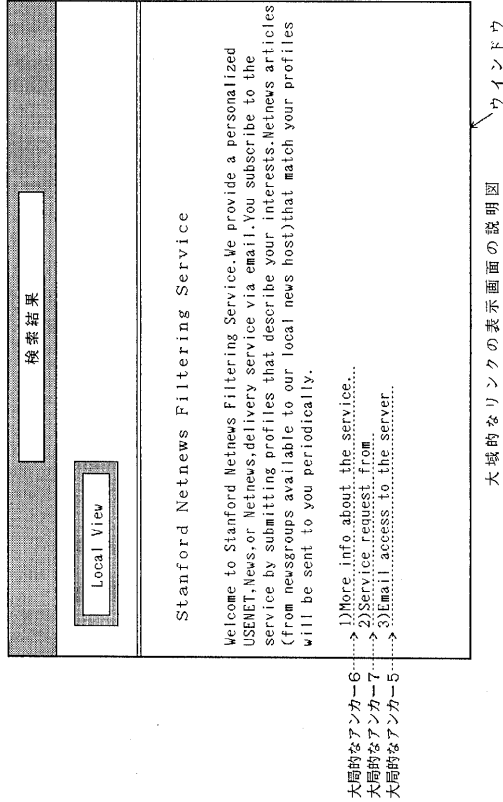 検索結果
Local View
Stanford Netnews Filtering Service
Welcome to Stanford Netnews Filtering Service.We provide a personalized
USENET,News,or Netnews,delivery service via email.You subscribe to the
service by submitting profiles that describe your interests.Netnews articles
(from newsgroups available to our local news host)that match your profiles
will be sent to you periodically.
大局的なアンカー6 1)More info about the service.
大局的なアンカー7 2)Service request from
大局的なアンカー5 3)Email access to the server
ウインドウ
大域的なリンクの表示画面の説明図